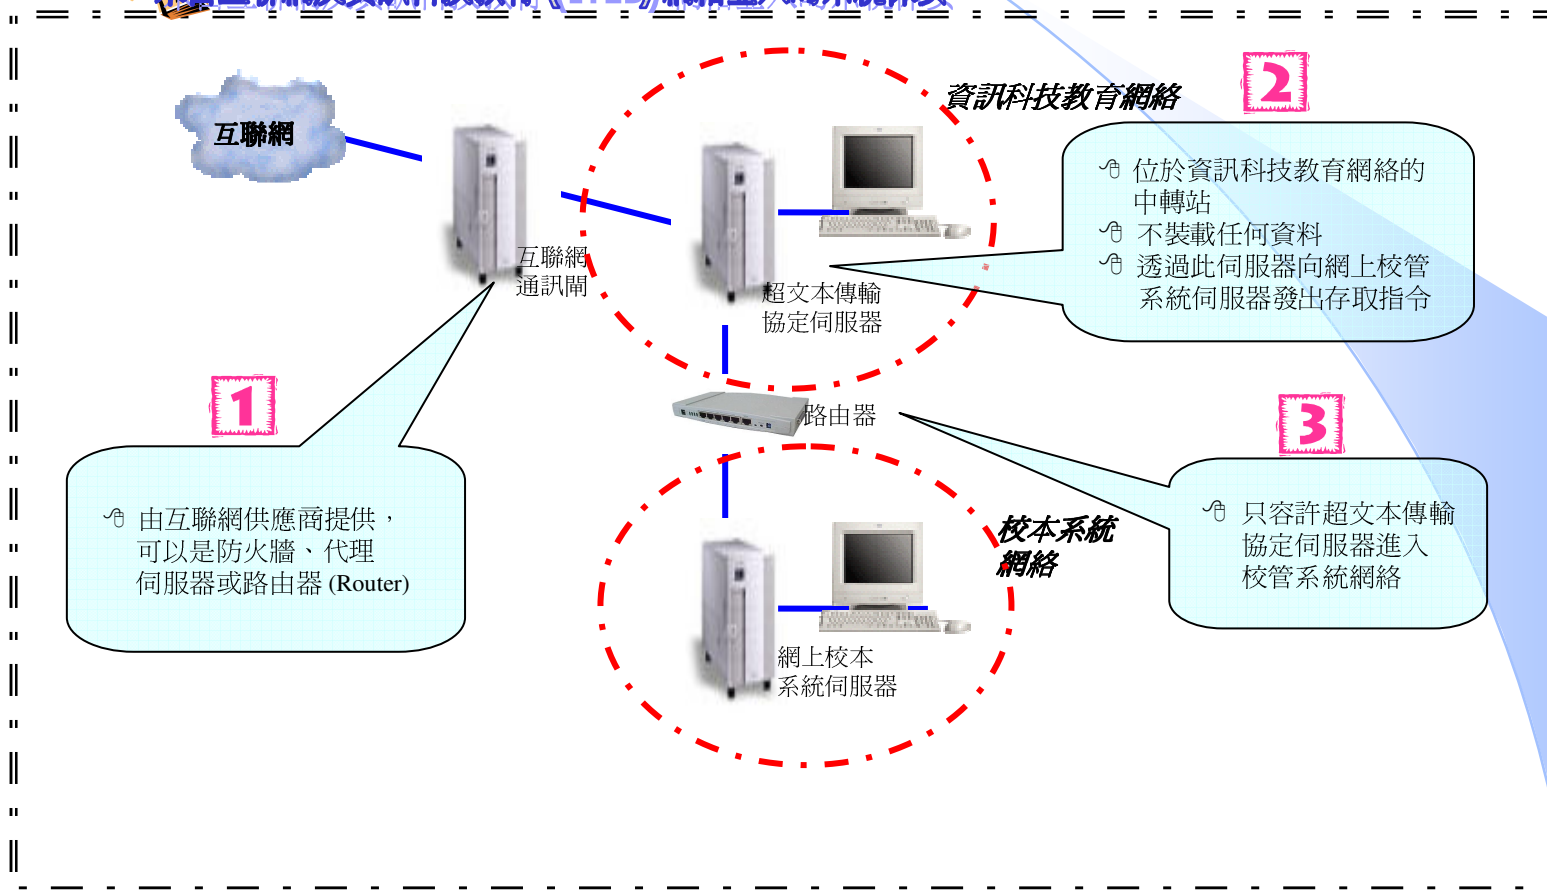 互聯網
互聯網
通訊閘
資訊科技教育網絡
超文本傳輸
協定伺服器
2
位於資訊科技教育網絡的
中轉站
不裝載任何資料
透過此伺服器向網上校管
系統伺服器發出存取指令
路由器
1
由互聯網供應商提供，
可以是防火牆、代理
伺服器或路由器 (Router)
3
只容許超文本傳輸
協定伺服器進入
校管系統網絡
校本系統
網絡
網上校本
系統伺服器